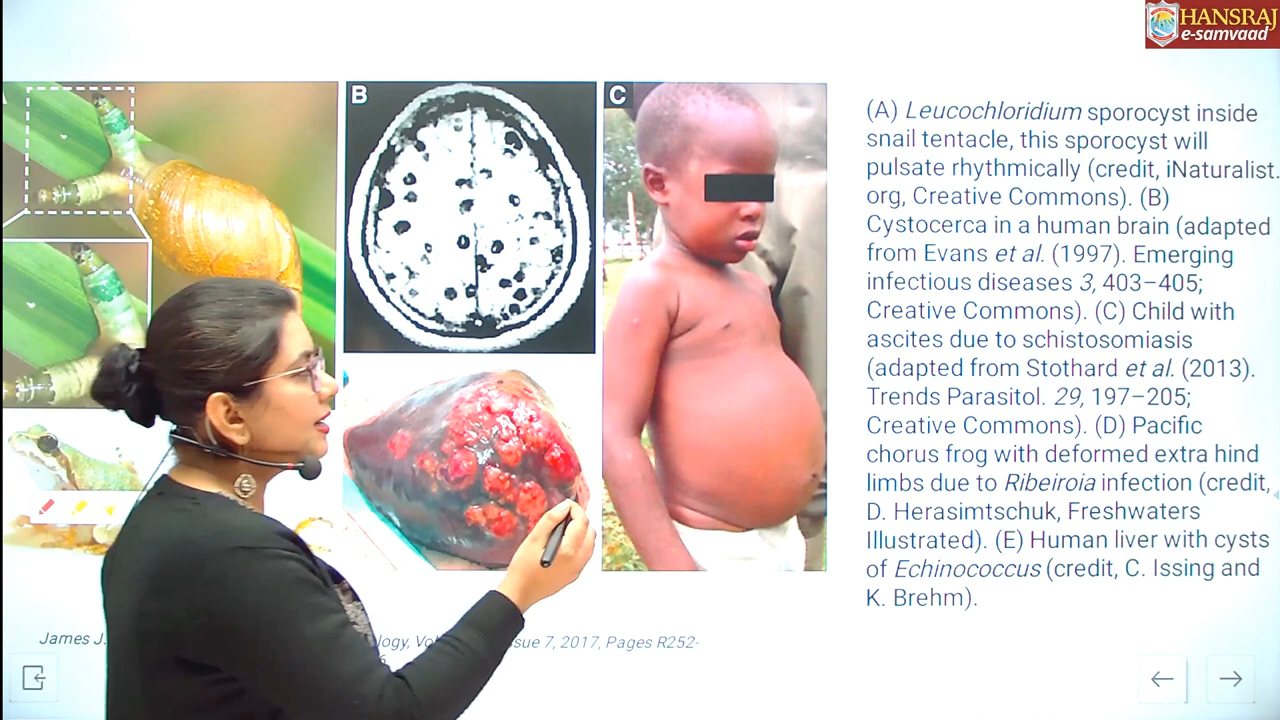 HANSRAJ
e-samvaad
B
C
(A) Leucochloridium sporocyst inside
snail tentacle, this sporocyst will
pulsate rhythmically (credit, iNaturalist.
org, Creative Commons). (B)
Cystocerca in a human brain (adapted
from Evans et al. (1997). Emerging
infectious diseases 3, 403–405;
Creative Commons). (C) Child with
ascites due to schistosomiasis
(adapted from Stothard et al. (2013).
Trends Parasitol. 29, 197–205;
Creative Commons). (D) Pacific
chorus frog with deformed extra hind
limbs due to Ribeiroia infection (credit,
D. Herasimtschuk, Freshwaters
Illustrated). (E) Human liver with cysts
of Echinococcus (credit, C. Issing and
K. Brehm).
James J. logy, Vol ssue 7, 2017, Pages R252-
6